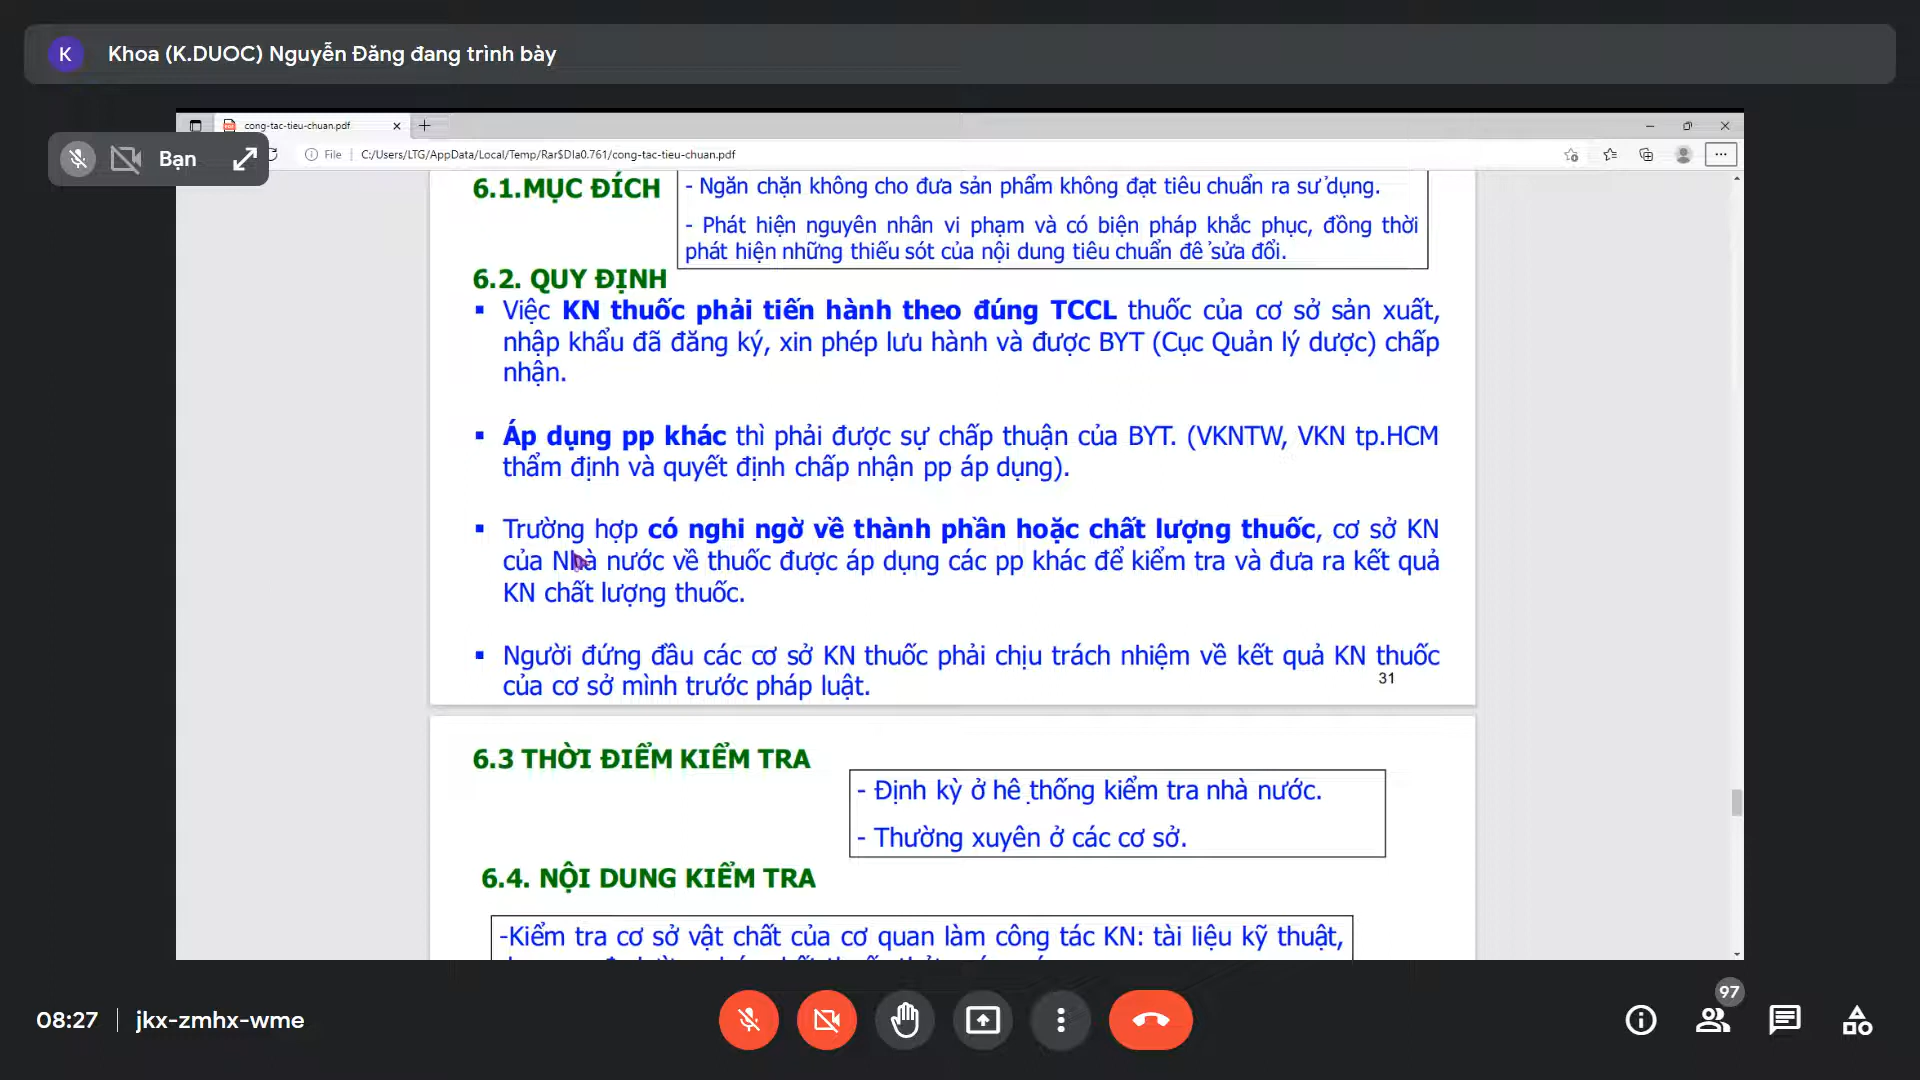 Khoa (K.DUOC) Nguyễn Đăng đang trình bày
cong-tac-tieu-chuan.pdf
Bạn
File
C:/Users/LTG/AppData/Local/Temp/Rar$DIa0.761/cong-tac-tieu-chuan.pdf
6.1.MỤC ĐÍCH
- Ngăn chặn không cho đưa sản phẩm không đạt tiêu chuẩn ra sử dụng.
- Phát hiện nguyên nhân vi phạm và có biện pháp khắc phục, đồng thời
phát hiện những thiếu sót của nội dung tiêu chuẩn để sửa đổi.
6.2. QUY ĐỊNH
▪ Việc KN thuốc phải tiến hành theo đúng TCCL thuốc của cơ sở sản xuất,
nhập khẩu đã đăng ký, xin phép lưu hành và được BYT (Cục Quản lý dược) chấp
nhận.
▪ Áp dụng pp khác thì phải được sự chấp thuận của BYT. (VKNTW, VKN tp.HCM
thẩm định và quyết định chấp nhận pp áp dụng).
▪ Trường hợp có nghi ngờ về thành phần hoặc chất lượng thuốc, cơ sở KN
của Nhà nước về thuốc được áp dụng các pp khác để kiểm tra và đưa ra kết quả
KN chất lượng thuốc.
▪ Người đứng đầu các cơ sở KN thuốc phải chịu trách nhiệm về kết quả KN thuốc
của cơ sở mình trước pháp luật.
31
6.3 THỜI ĐIỂM KIỂM TRA
- Định kỳ ở hệ thống kiểm tra nhà nước.
- Thường xuyên ở các cơ sở.
6.4. NỘI DUNG KIỂM TRA
-Kiểm tra cơ sở vật chất của cơ quan làm công tác KN: tài liệu kỹ thuật,
08:27
jkx-zmhx-wme
97